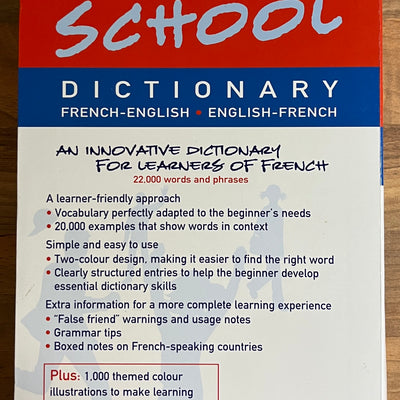 SCHOOL
DICTIONARY
FRENCH-ENGLISH • ENGLISH-FRENCH
AN INNOVATIVE DICTIONARY
FOR LEARNERS OF FRENCH
22,000 words and phrases
A learner-friendly approach
• Vocabulary perfectly adapted to the beginner's needs
• 20,000 examples that show words in context
Simple and easy to use
• Two-colour design, making it easier to find the right word
• Clearly structured entries to help the beginner develop
essential dictionary skills
Extra information for a more complete learning experience
• "False friend" warnings and usage notes
• Grammar tips
• Boxed notes on French-speaking countries
Plus: 1,000 themed colour
illustrations to make learning